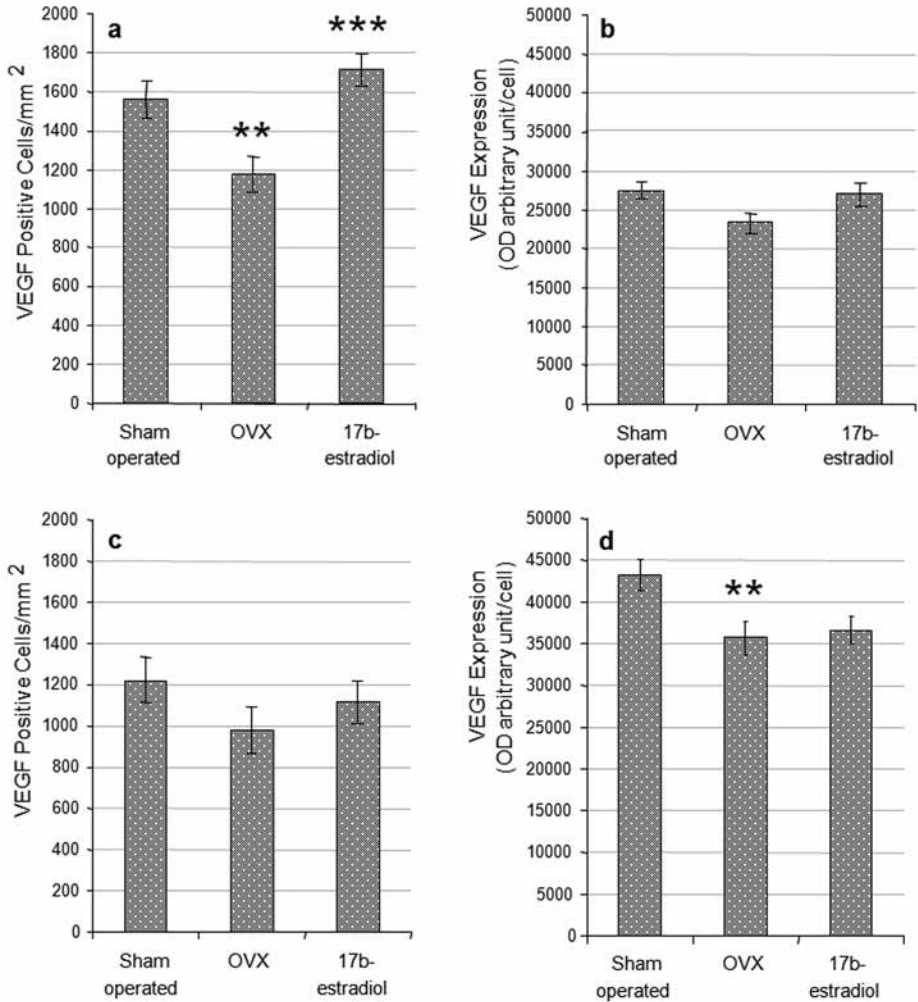 a
***
**
VEGF Positive Cells/mm 2
2000
1800
1600
1400
1200
1000
800
600
400
200
0
Sham operated
OVX
17b-estradiol
b
VEGF Expression
(OD arbitrary unit/cell)
50000
45000
40000
35000
30000
25000
20000
15000
10000
5000
0
Sham
operated
OVX
17b-
estradiol
c
VEGF Positive Cells/mm 2
2000
1800
1600
1400
1200
1000
800
600
400
200
0
Sham
operated
OVX
17b-
estradiol
d
**
VEGF Expression
(OD arbitrary unit/cell)
50000
45000
40000
35000
30000
25000
20000
15000
10000
5000
0
Sham
operated
OVX
17b-
estradiol